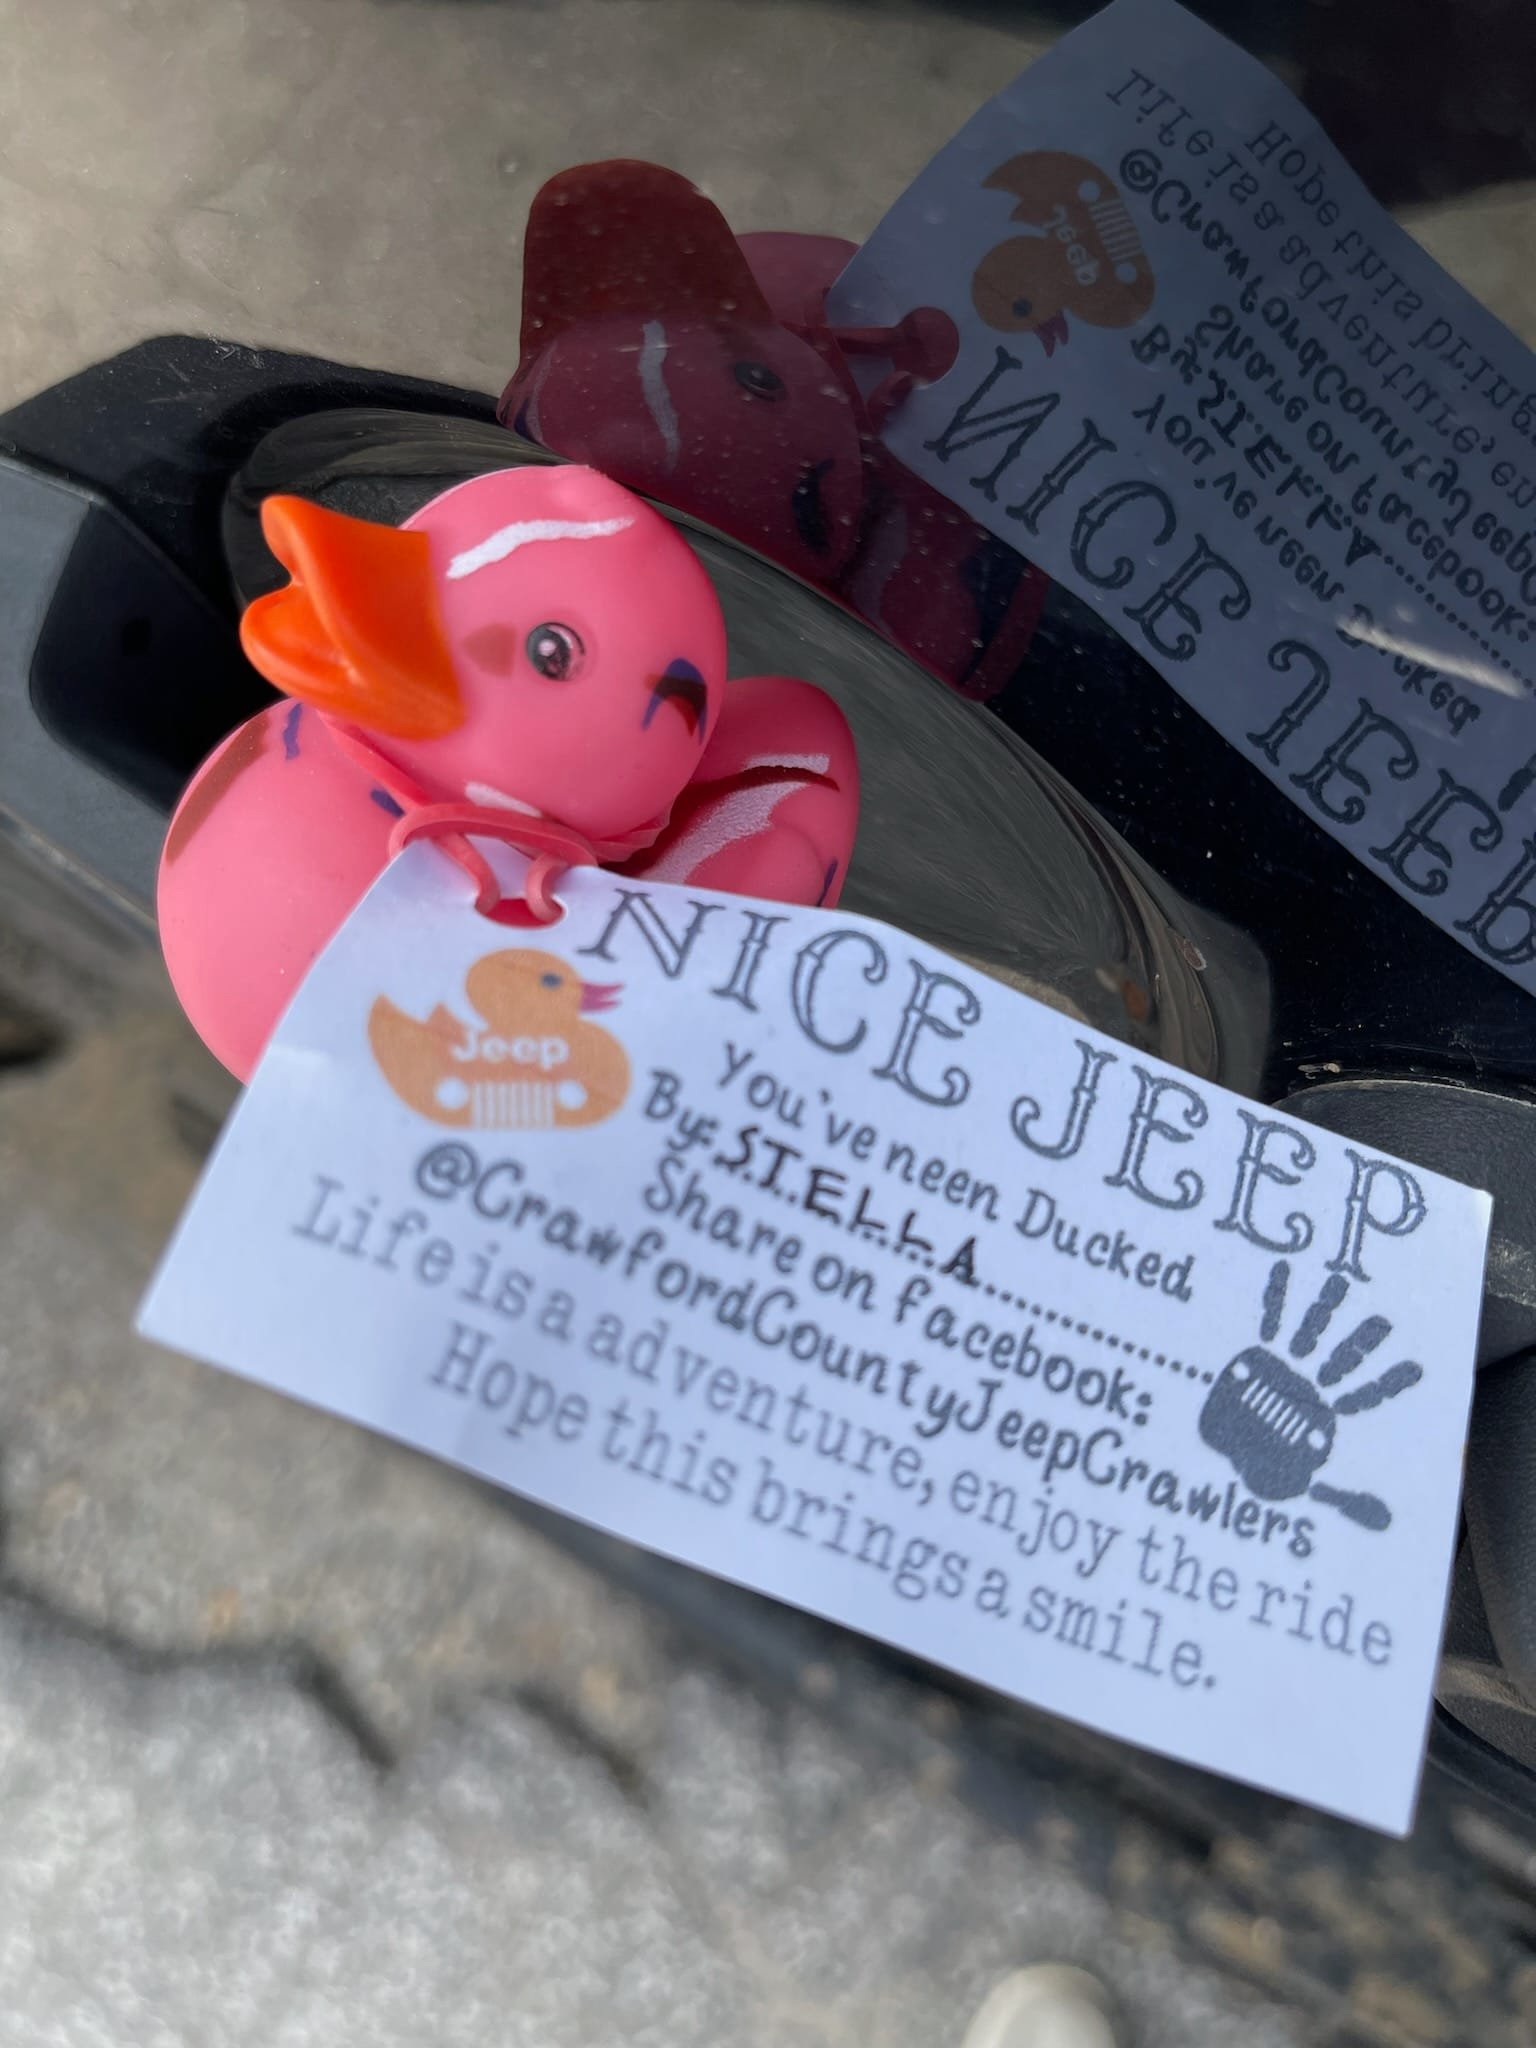 NICE JEEP
Jeep
You've neen Ducked
By: STELLA
Share on facebook:
@CrawfordCountyJeepCrawlers
Life is a adventure, enjoy the ride
Hope this brings a smile.